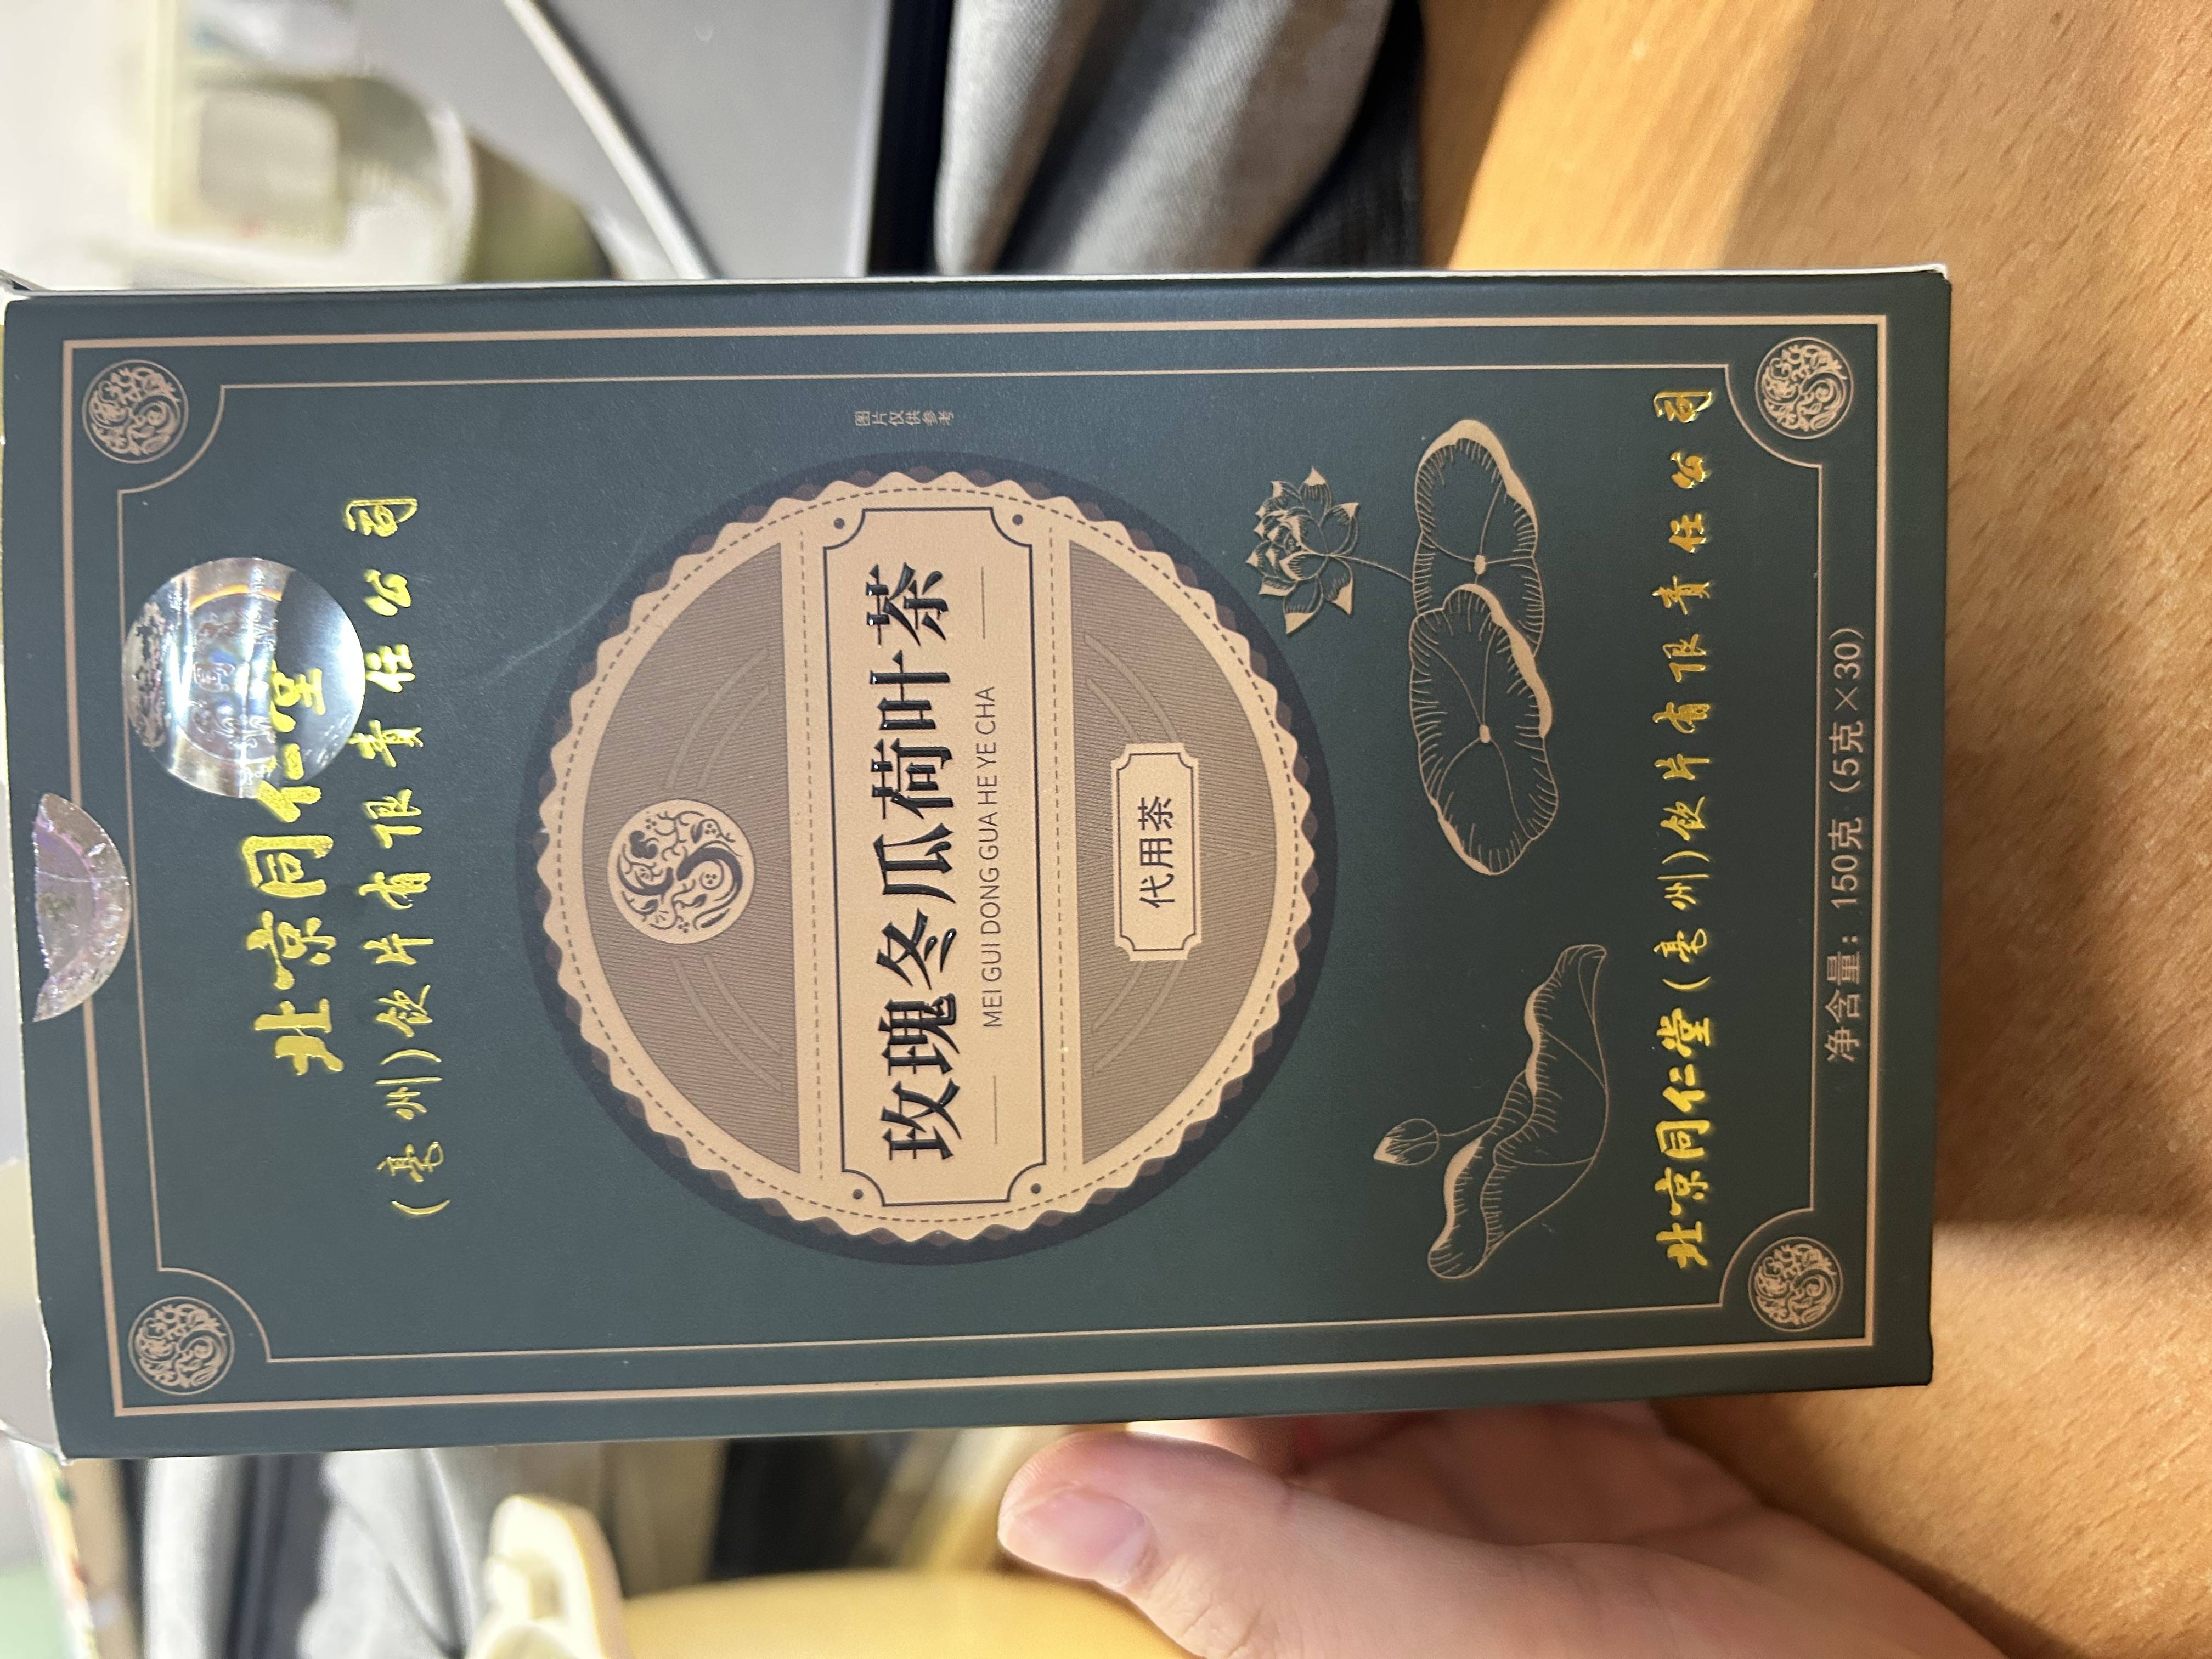 北京同仁堂
(亳州)饮片有限责任公司
图片仅供参考
玫瑰冬瓜荷叶茶
MEI GUI DONG GUA HE YE CHA
代用茶
北京同仁堂(亳州)饮片有限责任公司
净含量：150克（5克×30）